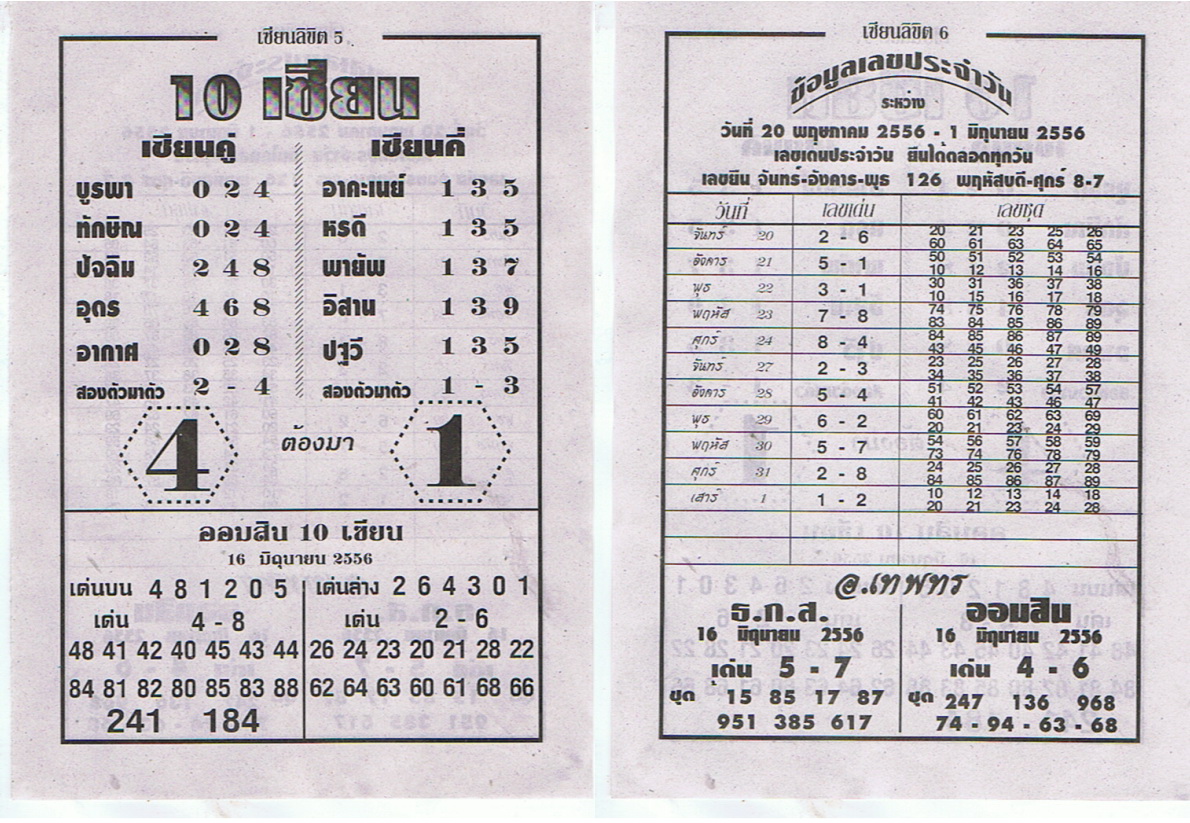 เซียนลิขิต 5
10 เซียน
เซียนคู่ เซียนคี่
บูรพา 0 2 4 อาคะเนย์ 1 3 5
ทักษิณ 0 2 4 หรดี 1 3 5
ปัจฉิม 2 4 8 พายัพ 1 3 7
อุดร 4 6 8 อิสาน 1 3 9
อากาศ 0 2 8 ปฐวี 1 3 5
สองตัวมาตัว 2 - 4 สองตัวมาตัว 1 - 3
4 ต้องมา 1
ออมสิน 10 เซียน
16 มิถุนายน 2556
เด่นบน 4 8 1 2 0 5 เด่นล่าง 2 6 4 3 0 1
เด่น 4 - 8 เด่น 2 - 6
48 41 42 40 45 43 44 26 24 23 20 21 28 22
84 81 82 80 85 83 88 62 64 63 60 61 68 66
241 184
เซียนลิขิต 6
ข้อมูลเลขประจำวัน
ระหว่าง
วันที่ 20 พฤษภาคม 2556 - 1 มิถุนายน 2556
เลขเด่นประจำวัน ยืนได้ตลอดทุกวัน
เลขยืน จันทร์-อังคาร-พุธ 126 พฤหัสบดี-ศุกร์ 8-7
วันที่ เลขเด่น เลขชุด
จันทร์ 20 2 - 6 20 21 23 25 26
60 61 63 64 65
อังคาร 21 5 - 1 50 51 52 53 54
10 12 13 14 16
พุธ 22 3 - 1 30 31 36 37 38
10 15 16 17 18
พฤหัส 23 7 - 8 74 75 76 78 79
83 84 85 86 89
ศุกร์ 24 8 - 4 84 85 86 87 89
43 45 46 47 49
จันทร์ 27 2 - 3 23 25 26 27 28
34 35 36 37 38
อังคาร 28 5 - 4 51 52 53 54 57
41 42 43 46 47
พุธ 29 6 - 2 60 61 62 63 69
20 21 23 24 29
พฤหัส 30 5 - 7 54 56 57 58 59
73 74 76 78 79
ศุกร์ 31 2 - 8 24 25 26 27 28
84 85 86 87 89
เสาร์ 1 1 - 2 10 12 13 14 18
20 21 23 24 28
อ.เทพทร
ธ.ก.ส. ออมสิน
16 มิถุนายน 2556 16 มิถุนายน 2556
เด่น 5 - 7 เด่น 4 - 6
ชุด 15 85 17 87 ชุด 247 136 968
951 385 617 74 - 94 - 63 - 68